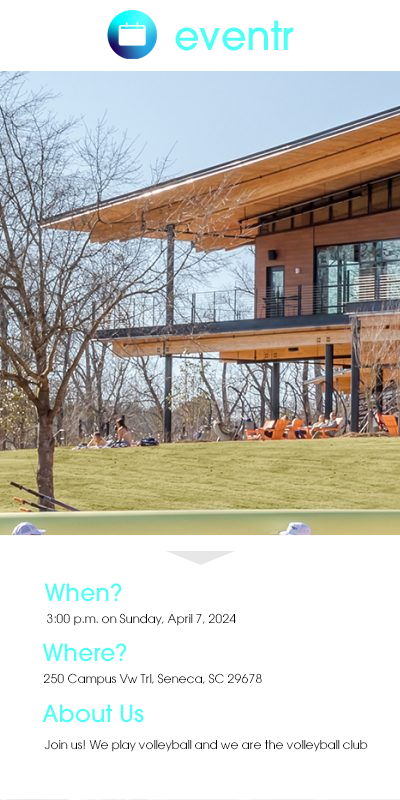 eventr
When?
3:00 p.m. on Sunday, April 7, 2024
Where?
250 Campus Vw Trl, Seneca, SC 29678
About Us
Join us! We play volleyball and we are the volleyball club